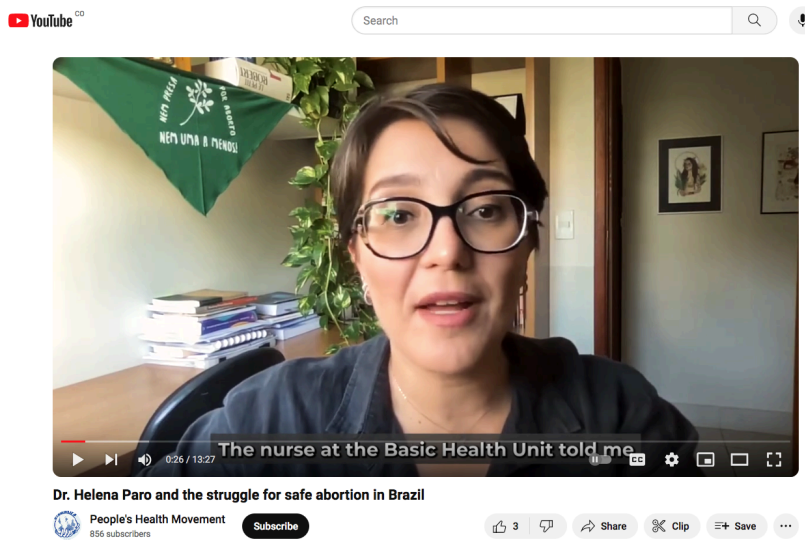 YouTube CO
Search
NEM PRESA
POR ABORTO
NEM UMA A MENOS!
The nurse at the Basic Health Unit told me
0:26 / 13:27
CC
Dr. Helena Paro and the struggle for safe abortion in Brazil
People's Health Movement
856 subscribers
Subscribe
3
Share
Clip
Save